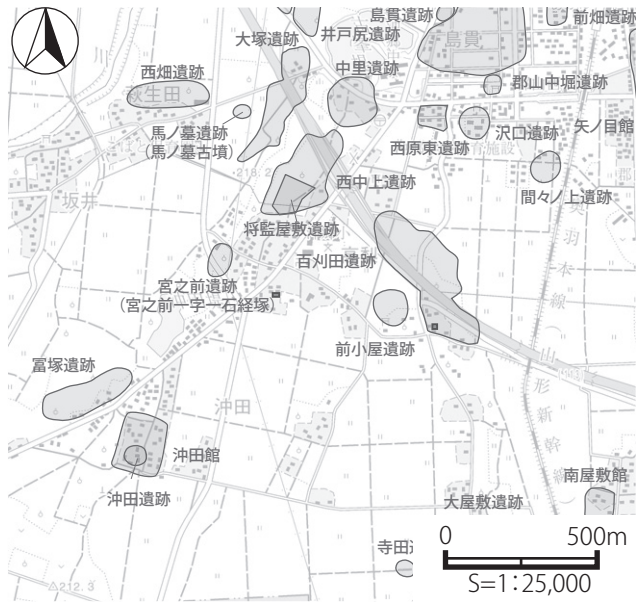 島貫遺跡
前畑遺跡
井戸尻遺跡
大塚遺跡
島貫
中里遺跡
西畑遺跡
郡山中堀遺跡
生田
馬ノ墓遺跡
(馬ノ墓古墳)
西原東遺跡
沢口遺跡
矢ノ目館
西中上遺跡
間々ノ上遺跡
坂井
将監屋敷遺跡
百刈田遺跡
宮之前遺跡
(宮之前一字一石経塚)
前小屋遺跡
奥羽本線(山形新幹線)
冨塚遺跡
沖田
沖田館
沖田遺跡
大屋敷遺跡
南屋敷館
寺田
△212.3
0 500m
S=1:25,000